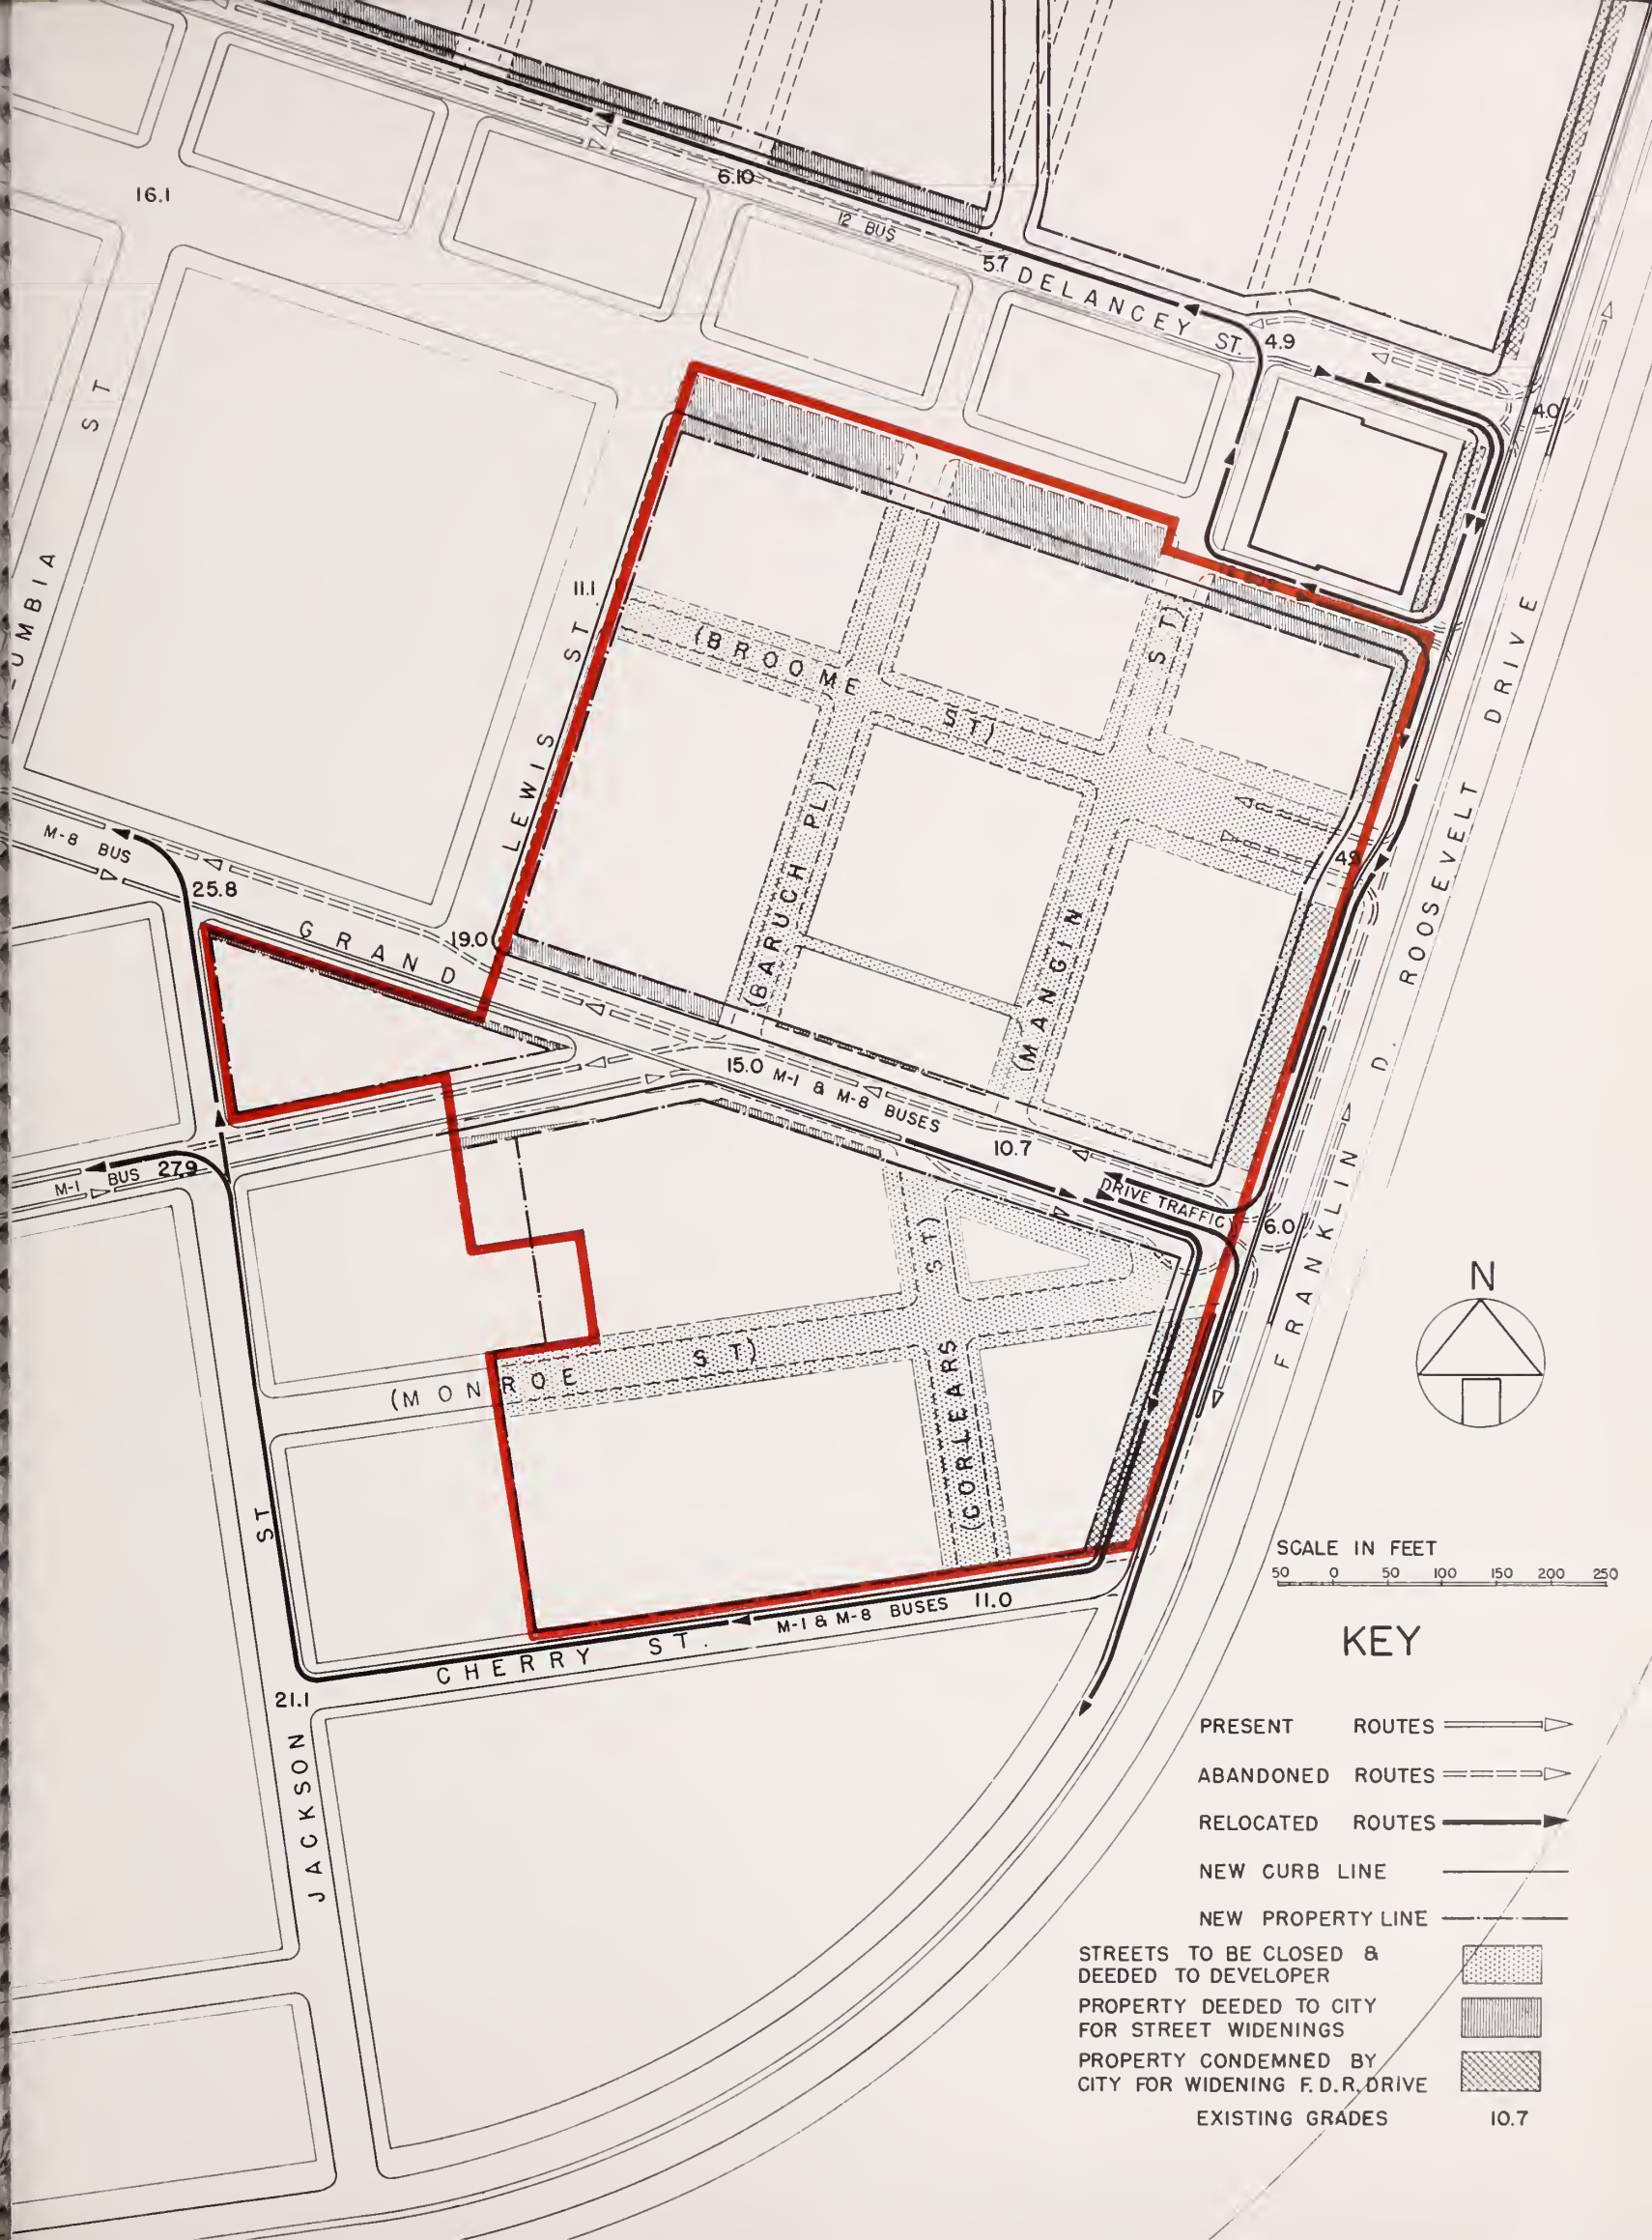 16.1
6.10
12 BUS
5.7
DELANCEY ST.
4.9
4.0
COLUMBIA ST
11.1
LEWIS ST.
(BROOME ST)
(BARUCH PL)
(MANGIN ST)
4.9
M-8 BUS
25.8
GRAND
19.0
15.0 M-1 & M-8 BUSES
10.7
DRIVE TRAFFIC
6.0
FRANKLIN D. ROOSEVELT DRIVE
M-1 BUS 27.9
(MONROE ST)
(CORLEARS ST)
N
JACKSON ST
CHERRY ST.
M-1 & M-8 BUSES 11.0
21.1
SCALE IN FEET
50 0 50 100 150 200 250
KEY
PRESENT ROUTES
ABANDONED ROUTES
RELOCATED ROUTES
NEW CURB LINE
NEW PROPERTY LINE
STREETS TO BE CLOSED &
DEEDED TO DEVELOPER
PROPERTY DEEDED TO CITY
FOR STREET WIDENINGS
PROPERTY CONDEMNED BY
CITY FOR WIDENING F.D.R. DRIVE
EXISTING GRADES 10.7